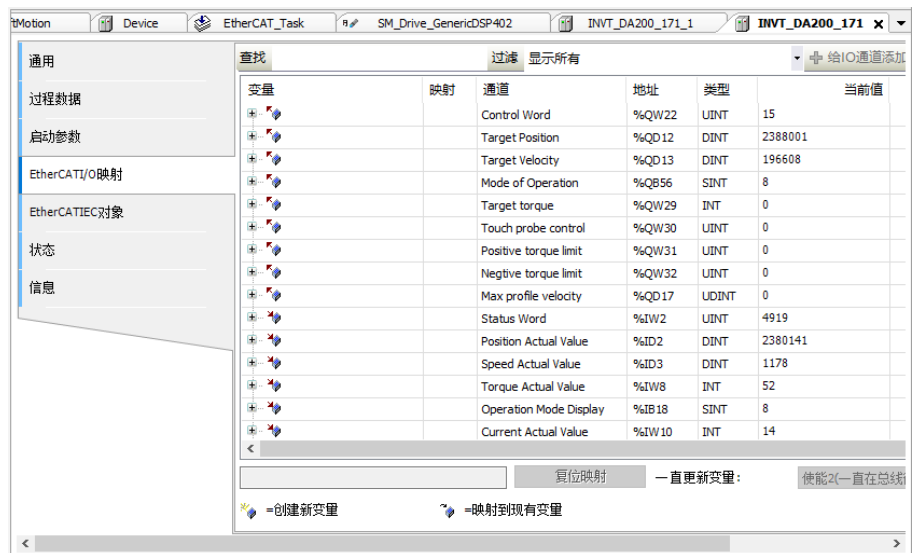 tMotion Device EtherCAT_Task SM_Drive_GenericDSP402 INVT_DA200_171_1 INVT_DA200_171 X
通用
过程数据
启动参数
EtherCATI/O映射
EtherCATIEC对象
状态
信息
查找 过滤 显示所有 给IO通道添加
变量 映射 通道 地址 类型 当前值
Control Word %QW22 UINT 15
Target Position %QD12 DINT 2388001
Target Velocity %QD13 DINT 196608
Mode of Operation %QB56 SINT 8
Target torque %QW29 INT 0
Touch probe control %QW30 UINT 0
Positive torque limit %QW31 UINT 0
Negtive torque limit %QW32 UINT 0
Max profile velocity %QD17 UDINT 0
Status Word %IW2 UINT 4919
Position Actual Value %ID2 DINT 2380141
Speed Actual Value %ID3 DINT 1178
Torque Actual Value %IW8 INT 52
Operation Mode Display %IB18 SINT 8
Current Actual Value %IW10 INT 14
复位映射 一直更新变量: 使能2(一直在总线
=创建新变量 =映射到现有变量